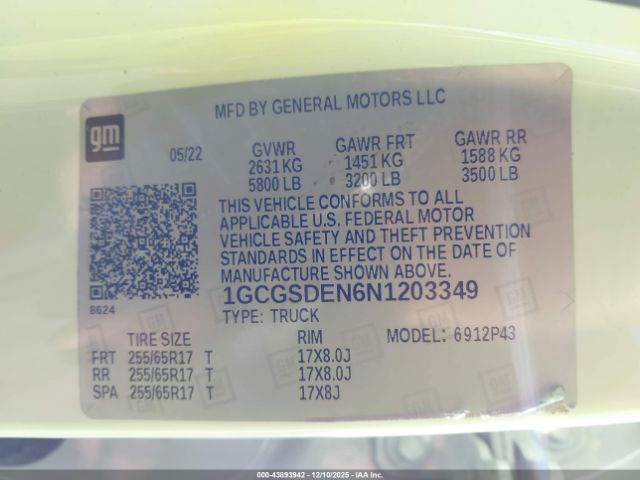 MFD BY GENERAL MOTORS LLC
gm
05/22 GVWR GAWR FRT GAWR RR
2631 KG 1451 KG 1588 KG
5800 LB 3200 LB 3500 LB
THIS VEHICLE CONFORMS TO ALL
APPLICABLE U.S. FEDERAL MOTOR
VEHICLE SAFETY AND THEFT PREVENTION
STANDARDS IN EFFECT ON THE DATE OF
MANUFACTURE SHOWN ABOVE.
8624
1GCGSDEN6N1203349
TYPE: TRUCK
TIRE SIZE RIM MODEL: 6912P43
FRT 255/65R17 T 17X8.0J
RR 255/65R17 T 17X8.0J
SPA 255/65R17 T 17X8J
000-43893942 - 12/10/2025 - IAA Inc.